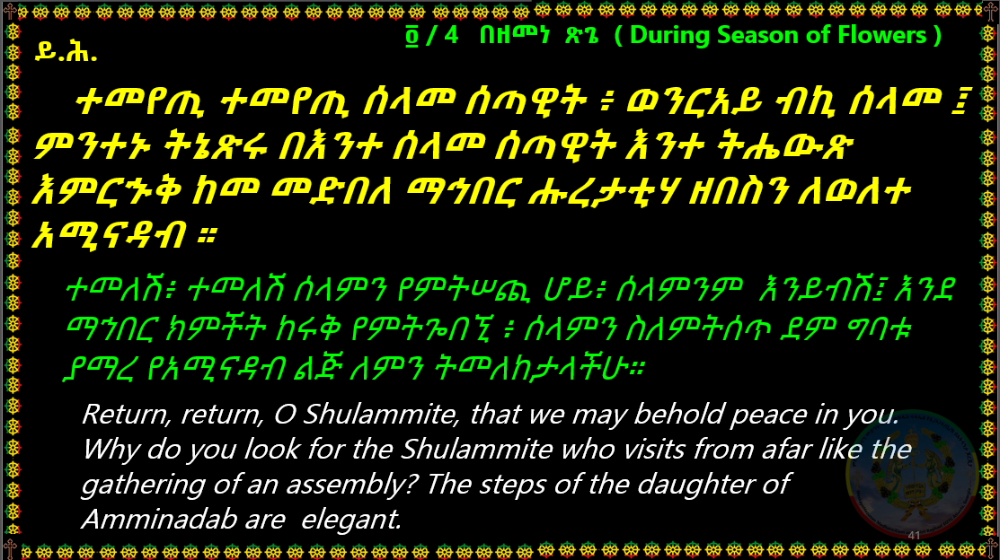 ፬ / 4 በዘመነ ጽጌ ( During Season of Flowers )
ይ.ሕ.
ተመየጢ ተመየጢ ሰላመ ሰጣዊት ፥ ወንርአይ ብኪ ሰላመ ፤
ምንተኑ ትኔጽሩ በእንተ ሰላመ ሰጣዊት እንተ ትሔውጽ
እምርኁቅ ከመ መድበለ ማኅበር ሑረታቲሃ ዘበስን ለወለተ
አሚናዳብ ።
ተመለሽ፥ ተመለሽ ሰላምን የምትሠጪ ሆይ፥ ሰላምንም እንይብሽ፤ እንደ
ማኀበር ክምችት ከሩቅ የምትጐበኚ ፥ ሰላምን ስለምትሰጥ ደም ግባቱ
ያማረ የአሚናዳብ ልጅ ለምን ትመለከታላችሁ።
Return, return, O Shulammite, that we may behold peace in you.
Why do you look for the Shulammite who visits from afar like the
gathering of an assembly? The steps of the daughter of
Amminadab are elegant.
41